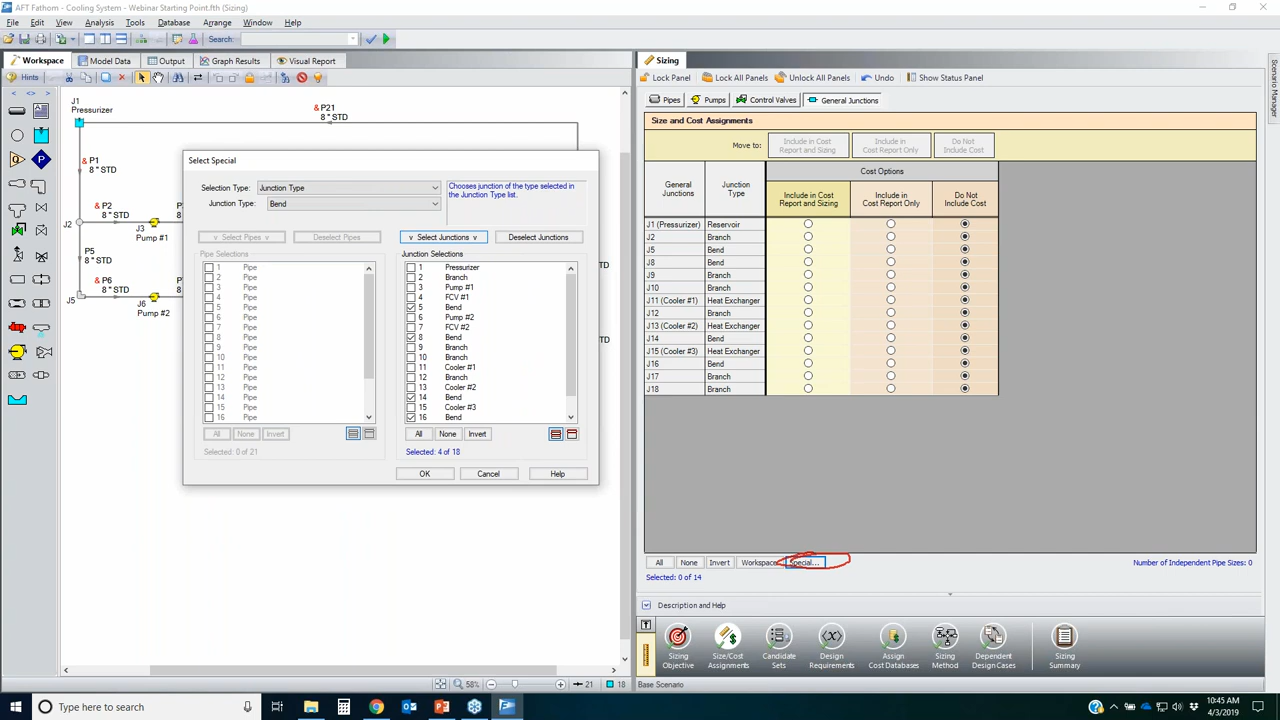 AFT Fathom - Cooling System - Webinar Starting Point.fth (Sizing)
File Edit View Analysis Tools Database Arrange Window Help
Search:
Workspace Model Data Output Graph Results Visual Report
Hints
J1
Pressurizer
& P21
8 " STD
& P1
8 " STD
& P2
8 " STD
J2
J3
Pump #1
P5
8 " STD
& P6
8 " STD
J5
J6
Pump #2
Select Special
Selection Type: Junction Type
Chooses junction of the type selected in
the Junction Type list.
Junction Type: Bend
v Select Pipes v Deselect Pipes v Select Junctions v Deselect Junctions
Pipe Selections
1 Pipe
2 Pipe
3 Pipe
4 Pipe
5 Pipe
6 Pipe
7 Pipe
8 Pipe
9 Pipe
10 Pipe
11 Pipe
12 Pipe
13 Pipe
14 Pipe
15 Pipe
16 Pipe
All None Invert
Selected: 0 of 21
Junction Selections
1 Pressurizer
2 Branch
3 Pump #1
4 FCV #1
5 Bend
6 Pump #2
7 FCV #2
8 Bend
9 Branch
10 Branch
11 Cooler #1
12 Branch
13 Cooler #2
14 Bend
15 Cooler #3
16 Bend
All None Invert
Selected: 4 of 18
OK Cancel Help
58% 21 18
Sizing
Lock Panel Lock All Panels Unlock All Panels Undo Show Status Panel
Pipes Pumps Control Valves General Junctions
Size and Cost Assignments
Move to:
Include in Cost
Report and Sizing
Include in
Cost Report Only
Do Not
Include Cost
Cost Options
General
Junctions
Junction
Type
Include in Cost
Report and Sizing
Include in
Cost Report Only
Do Not
Include Cost
J1 (Pressurizer) Reservoir
J2 Branch
J5 Bend
J8 Bend
J9 Branch
J10 Branch
J11 (Cooler #1) Heat Exchanger
J12 Branch
J13 (Cooler #2) Heat Exchanger
J14 Bend
J15 (Cooler #3) Heat Exchanger
J16 Bend
J17 Branch
J18 Branch
All None Invert Workspace Special...
Number of Independent Pipe Sizes: 0
Selected: 0 of 14
Description and Help
Sizing
Objective
Size/Cost
Assignments
Candidate
Sets
Design
Requirements
Assign
Cost Databases
Sizing
Method
Dependent
Design Cases
Sizing
Summary
Base Scenario
Scenario Manager
Type here to search
10:45 AM
4/3/2019